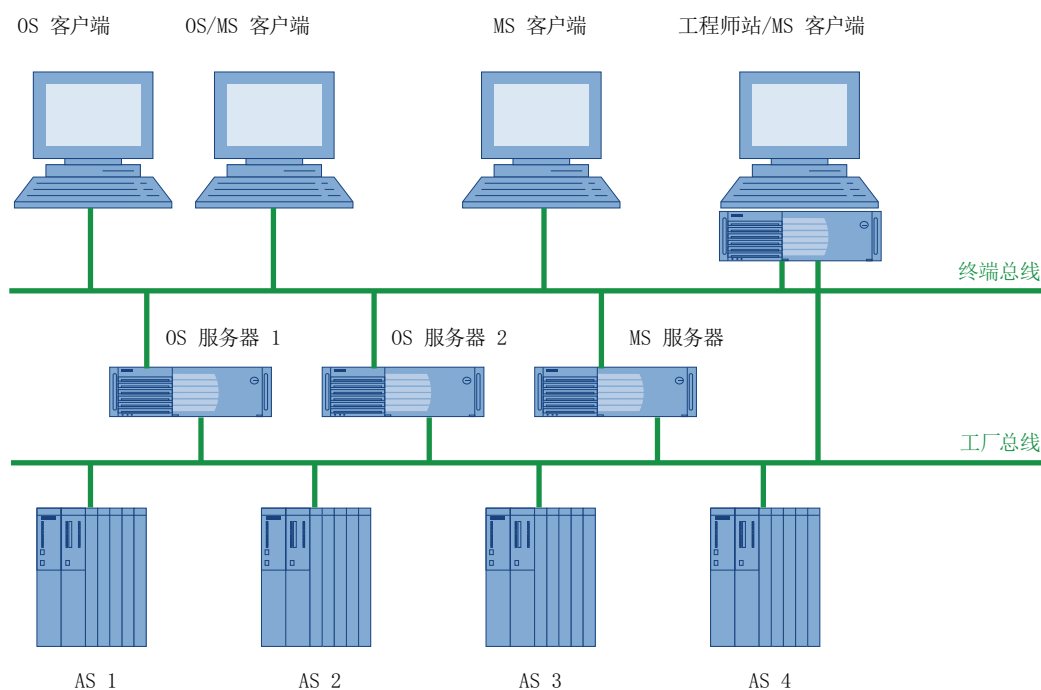 OS 客户端
OS/MS 客户端
MS 客户端
工程师站/MS 客户端
终端总线
OS 服务器 1
OS 服务器 2
MS 服务器
工厂总线
AS 1
AS 2
AS 3
AS 4